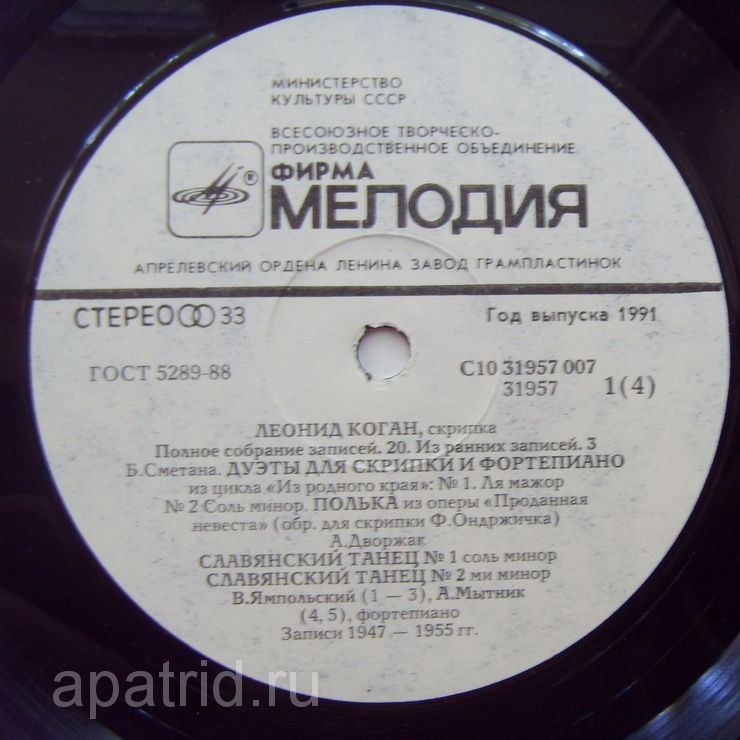 МИНИСТЕРСТВО
КУЛЬТУРЫ СССР
ВСЕСОЮЗНОЕ ТВОРЧЕСКО-
ПРОИЗВОДСТВЕННОЕ ОБЪЕДИНЕНИЕ
®
ФИРМА
МЕЛОДИЯ
АПРЕЛЕВСКИЙ ОРДЕНА ЛЕНИНА ЗАВОД ГРАМПЛАСТИНОК
СТЕРЕО 33
Год выпуска 1991
ГОСТ 5289-88
С10 31957 007
31957 1(4)
ЛЕОНИД КОГАН, скрипка
Полное собрание записей. 20. Из ранних записей. 3
Б.Сметана. ДУЭТЫ ДЛЯ СКРИПКИ И ФОРТЕПИАНО
из цикла «Из родного края»: № 1. Ля мажор
№ 2 Соль минор. ПОЛЬКА из оперы «Проданная
невеста» (обр. для скрипки Ф.Ондржичка)
А.Дворжак
СЛАВЯНСКИЙ ТАНЕЦ № 1 соль минор
СЛАВЯНСКИЙ ТАНЕЦ № 2 ми минор
В.Ямпольский (1 — 3), А.Мытник
(4, 5), фортепиано
Записи 1947 — 1955 гг.
apatrid.ru